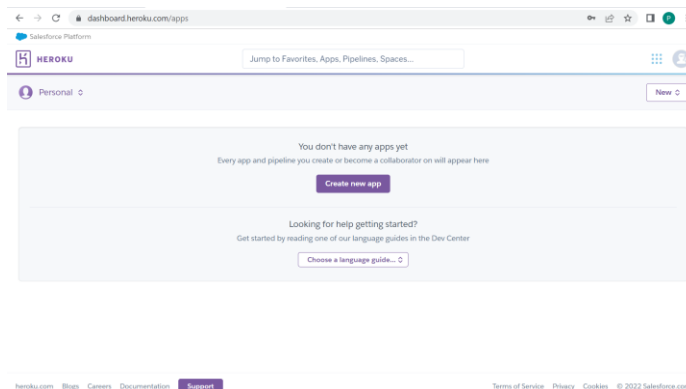 dashboard.heroku.com/apps
P
Salesforce Platform
HEROKU
Jump to Favorites, Apps, Pipelines, Spaces...
Personal
New
You don't have any apps yet
Every app and pipeline you create or become a collaborator on will appear here
Create new app
Looking for help getting started?
Get started by reading one of our language guides in the Dev Center
Choose a language guide...
heroku.com Blogs Careers Documentation Support
Terms of Service Privacy Cookies © 2022 Salesforce.com